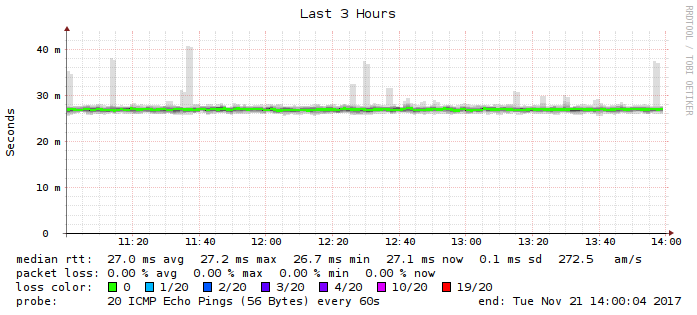 Last 3 Hours
RRDTOOL / TOBI OETIKER
Seconds
40 m
30 m
20 m
10 m
0
11:20 11:40 12:00 12:20 12:40 13:00 13:20 13:40 14:00
median rtt: 27.0 ms avg 27.2 ms max 26.7 ms min 27.1 ms now 0.1 ms sd 272.5 am/s
packet loss: 0.00 % avg 0.00 % max 0.00 % min 0.00 % now
loss color: 0 1/20 2/20 3/20 4/20 10/20 19/20
probe: 20 ICMP Echo Pings (56 Bytes) every 60s end: Tue Nov 21 14:00:04 2017